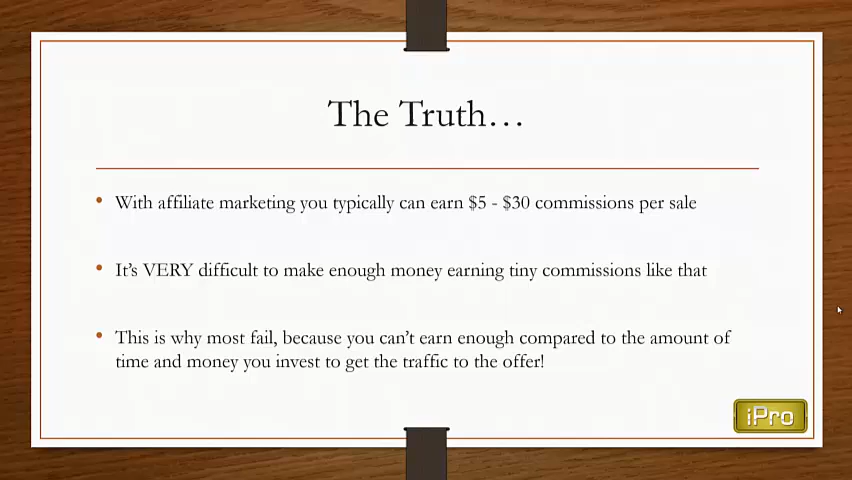 The Truth…
• With affiliate marketing you typically can earn $5 - $30 commissions per sale
• It’s VERY difficult to make enough money earning tiny commissions like that
• This is why most fail, because you can’t earn enough compared to the amount of
time and money you invest to get the traffic to the offer!
iPro